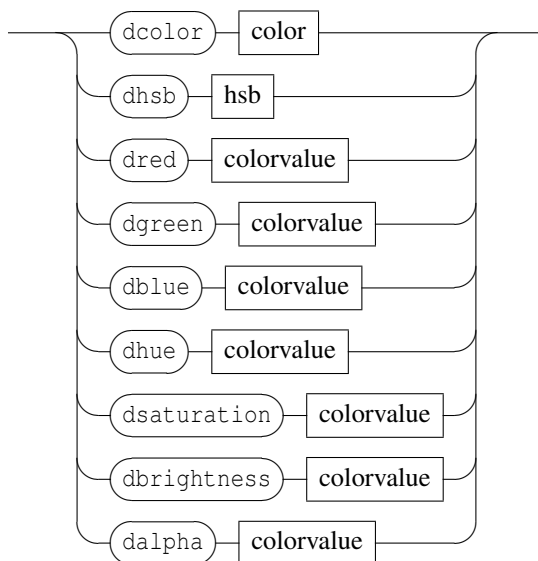 dcolor color
dhsb hsb
dred colorvalue
dgreen colorvalue
dblue colorvalue
dhue colorvalue
dsaturation colorvalue
dbrightness colorvalue
dalpha colorvalue